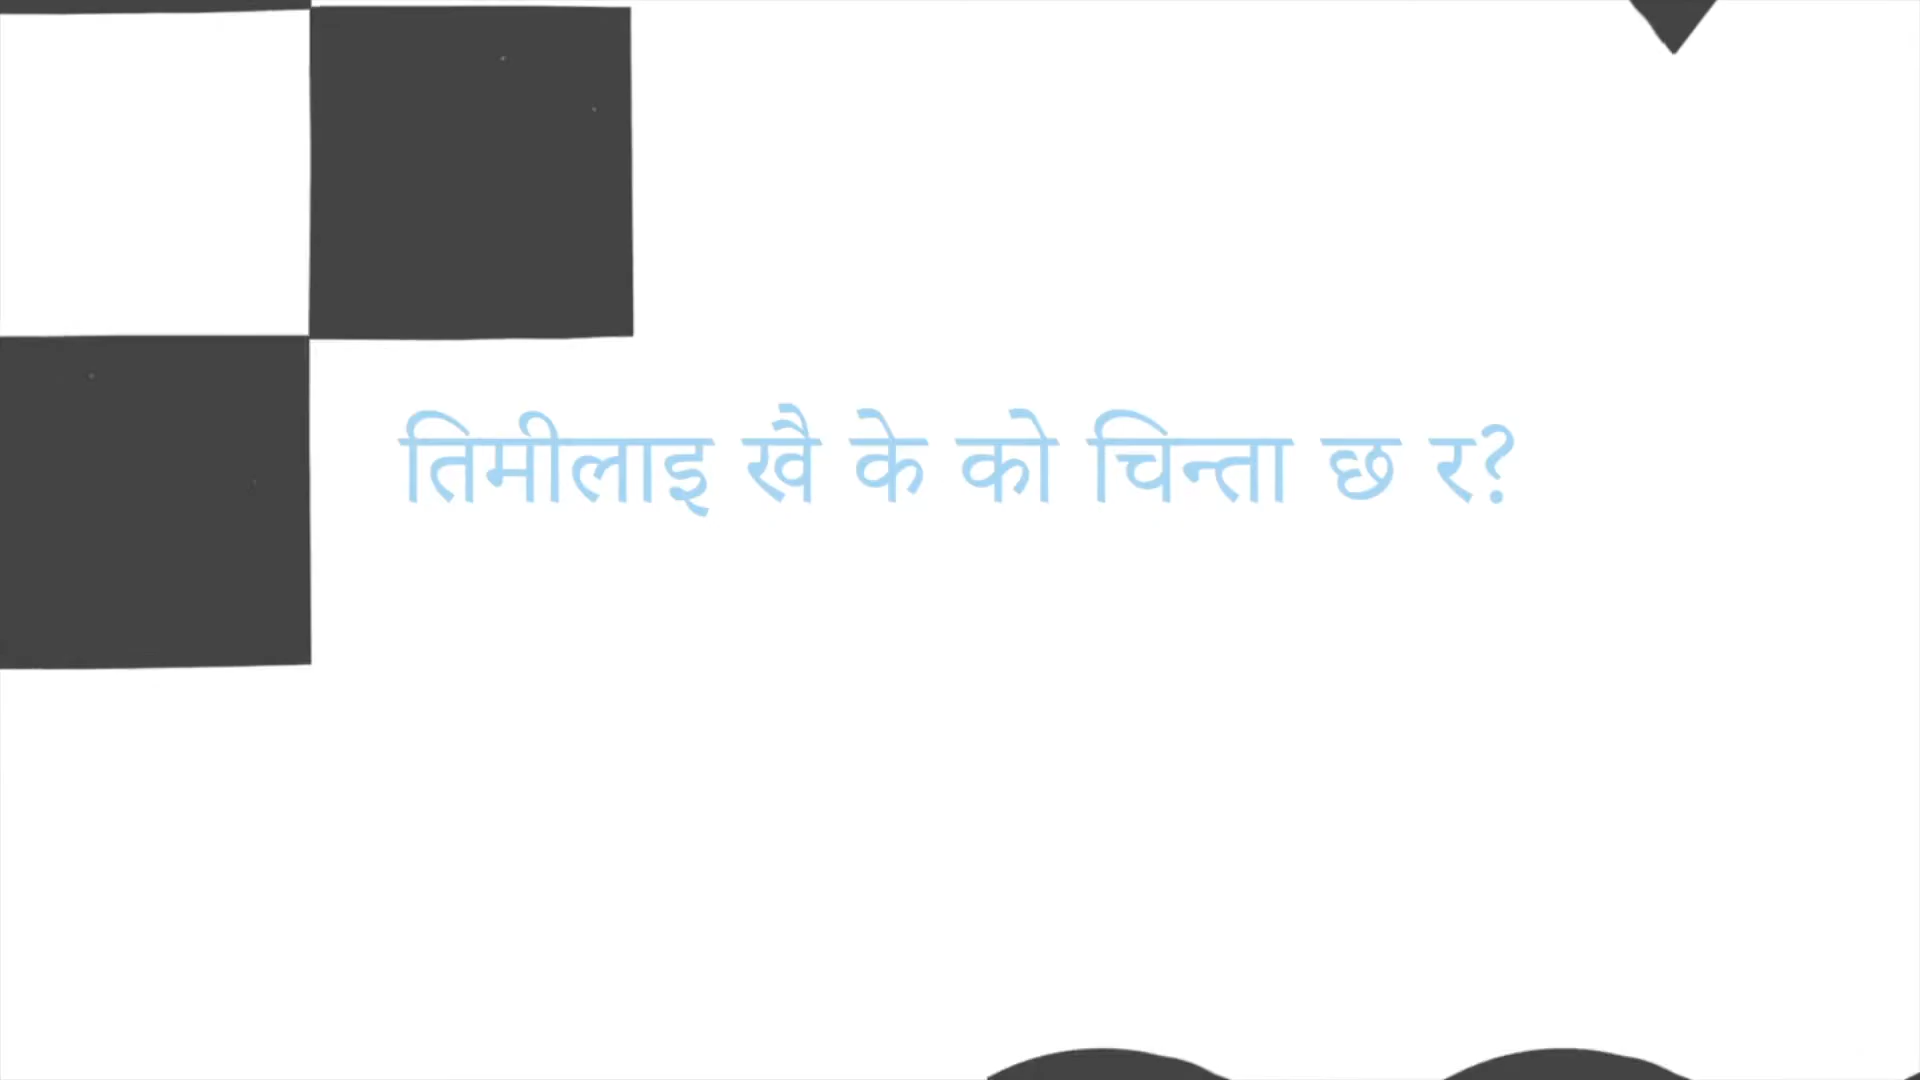 तिमीलाइ खै के को चिन्ता छ र?